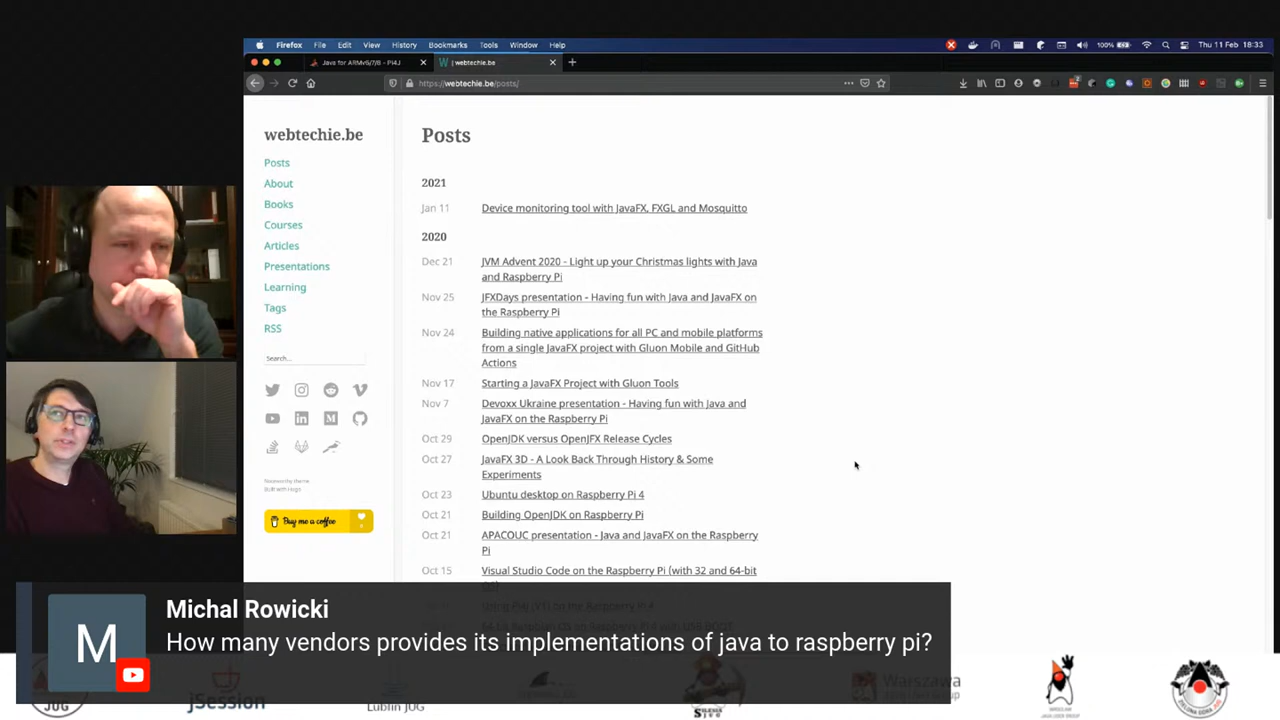 Firefox File Edit View History Bookmarks Tools Window Help
100% Thu 11 Feb 18:33
Java for ARMv6/7/8 - Pi4J
W | webtechie.be
https://webtechie.be/posts/
webtechie.be
Posts
About
Books
Courses
Articles
Presentations
Learning
Tags
RSS
Search...
Noteworthy theme
Built with Hugo
Buy me a coffee
Posts
2021
Jan 11 Device monitoring tool with JavaFX, FXGL and Mosquitto
2020
Dec 21 JVM Advent 2020 - Light up your Christmas lights with Java
and Raspberry Pi
Nov 25 JFXDays presentation - Having fun with Java and JavaFX on
the Raspberry Pi
Nov 24 Building native applications for all PC and mobile platforms
from a single JavaFX project with Gluon Mobile and GitHub
Actions
Nov 17 Starting a JavaFX Project with Gluon Tools
Nov 7 Devoxx Ukraine presentation - Having fun with Java and
JavaFX on the Raspberry Pi
Oct 29 OpenJDK versus OpenJFX Release Cycles
Oct 27 JavaFX 3D - A Look Back Through History & Some
Experiments
Oct 23 Ubuntu desktop on Raspberry Pi 4
Oct 21 Building OpenJDK on Raspberry Pi
Oct 21 APACOUC presentation - Java and JavaFX on the Raspberry
Pi
Oct 15 Visual Studio Code on the Raspberry Pi (with 32 and 64-bit
M
Michal Rowicki
How many vendors provides its implementations of java to raspberry pi?
JUG
jSession
Lublin JUG
Warszawa